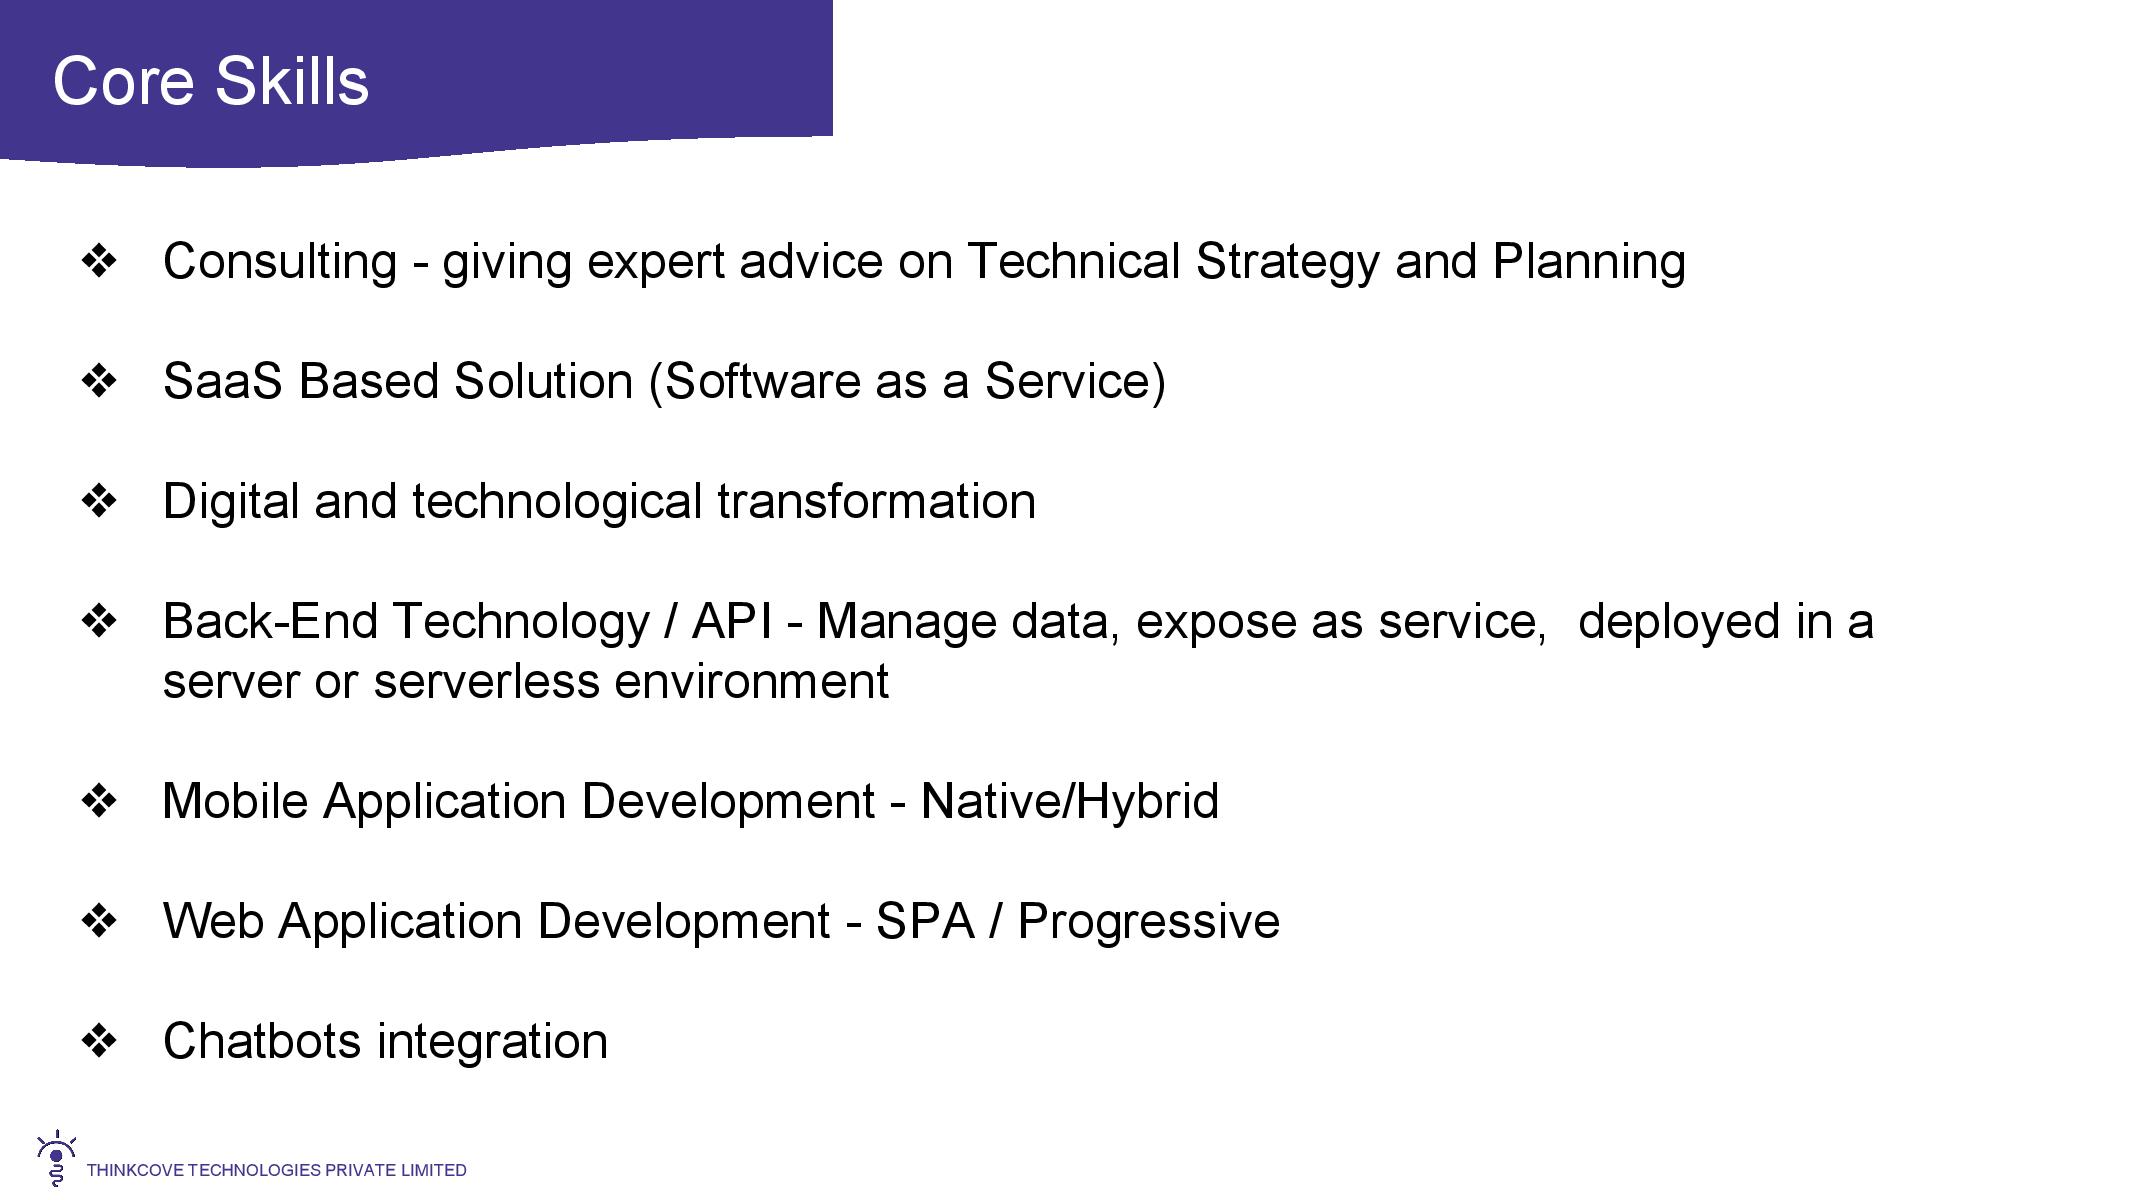 Core Skills
❖ Consulting - giving expert advice on Technical Strategy and Planning
❖ SaaS Based Solution (Software as a Service)
❖ Digital and technological transformation
❖ Back-End Technology / API - Manage data, expose as service,  deployed in a
server or serverless environment
❖ Mobile Application Development - Native/Hybrid
❖ Web Application Development - SPA / Progressive
❖ Chatbots integration
THINKCOVE TECHNOLOGIES PRIVATE LIMITED